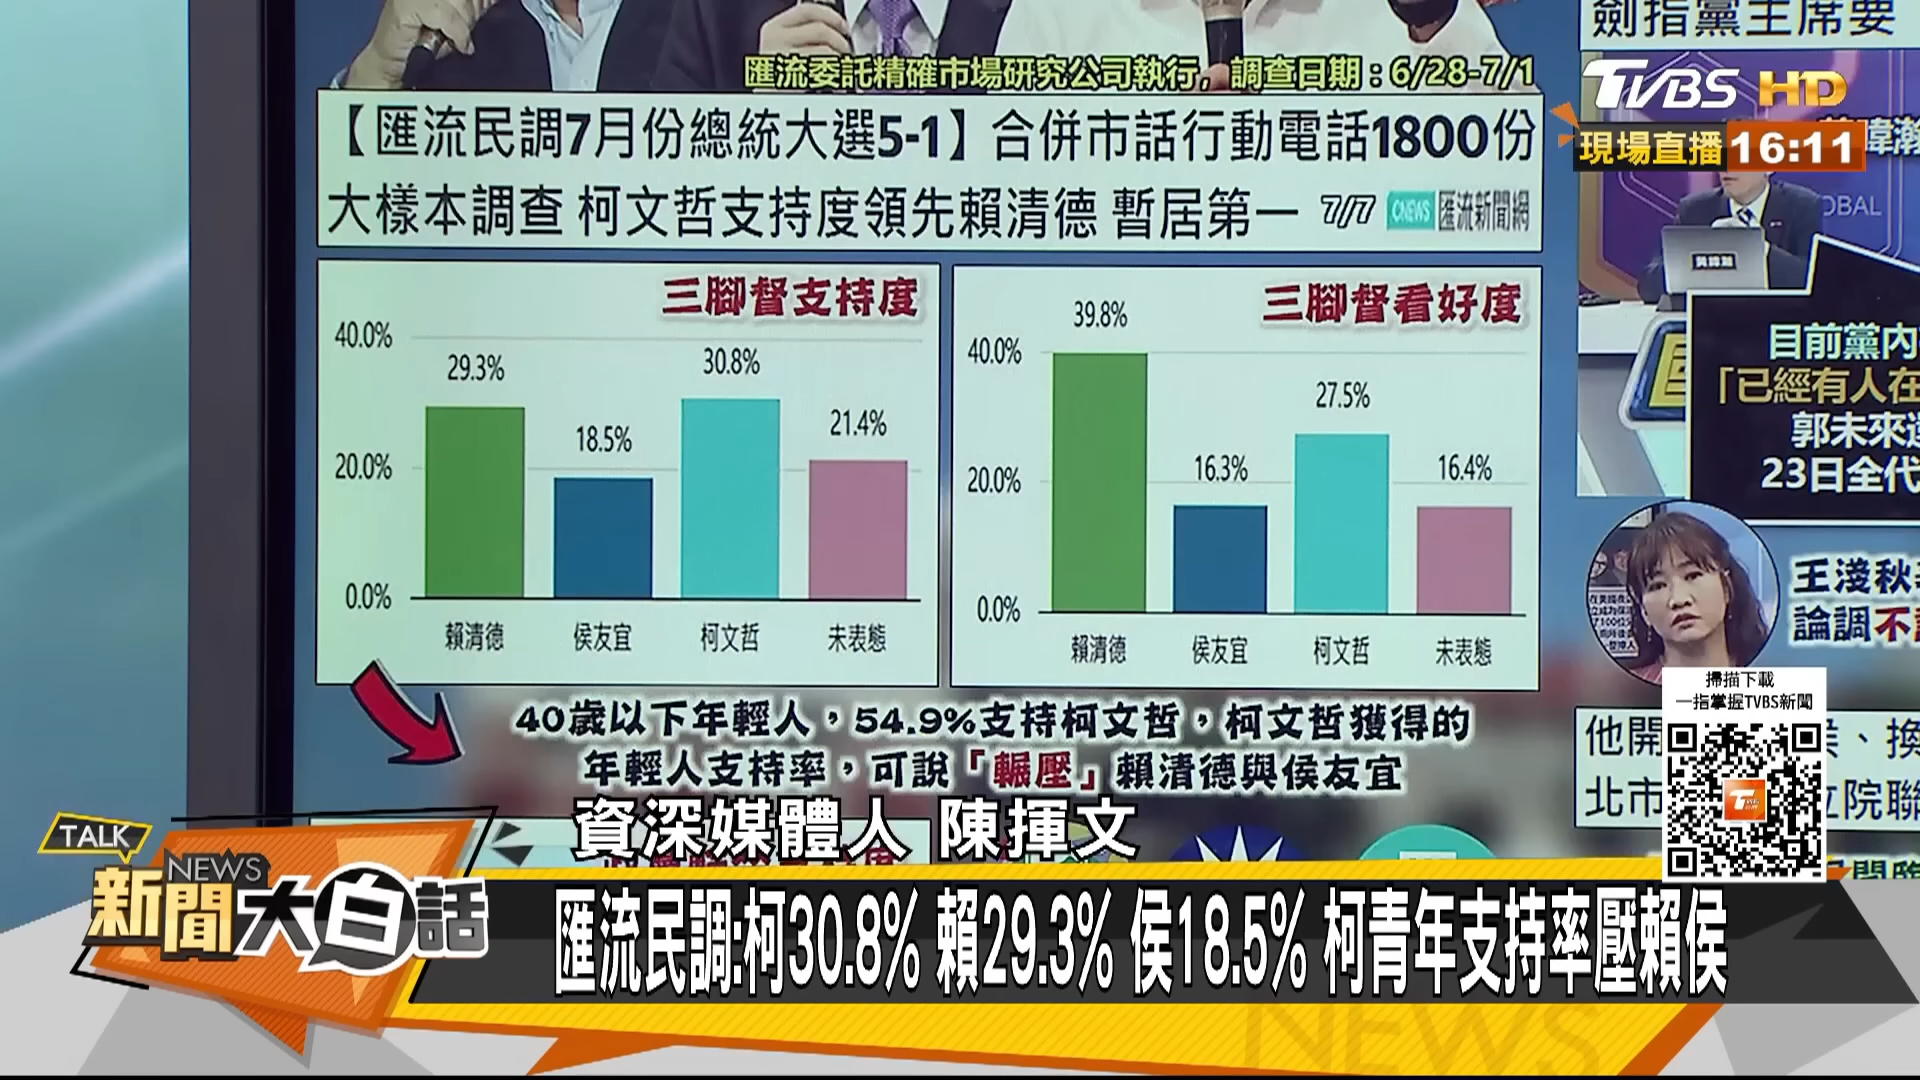 劍指黨主席要
匯流委託精確市場研究公司執行，調查日期：6/28-7/1
TVBS HD
現場直播 16:11
【匯流民調7月份總統大選5-1】合併市話行動電話1800份
大樣本調查 柯文哲支持度領先賴清德 暫居第一 7/7 CNEWS 匯流新聞網
三腳督支持度
40.0%
20.0%
0.0%
29.3%
18.5%
30.8%
21.4%
賴清德
侯友宜
柯文哲
未表態
三腳督看好度
40.0%
20.0%
0.0%
39.8%
16.3%
27.5%
16.4%
賴清德
侯友宜
柯文哲
未表態
40歲以下年輕人，54.9%支持柯文哲，柯文哲獲得的
年輕人支持率，可說「輾壓」賴清德與侯友宜
OBAL
黃暐瀚
目前黨內
「已經有人在
郭未來
23日全代
王淺秋
論調不
掃描下載
一指掌握TVBS新聞
他開
、換
北市
立院聯
資深媒體人 陳揮文
TALK
NEWS
新聞大白話
匯流民調:柯30.8% 賴29.3% 侯18.5% 柯青年支持率壓賴侯
NEWS